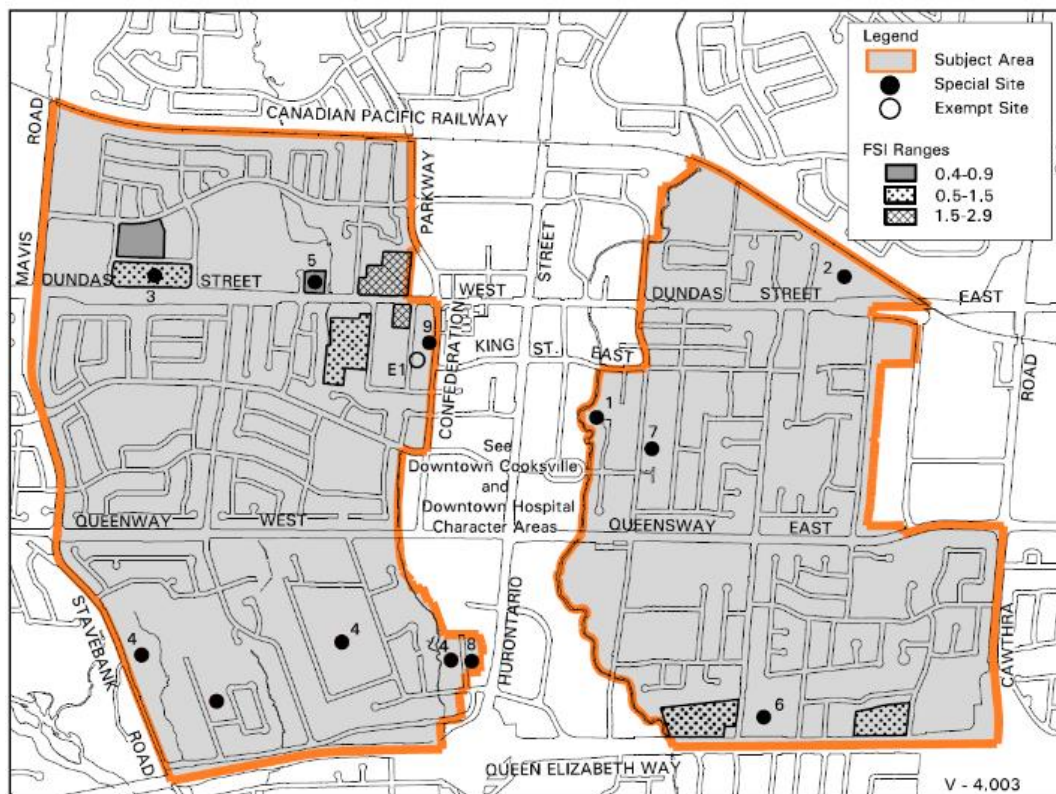 Legend
Subject Area
Special Site
Exempt Site
FSI Ranges
0.4-0.9
0.5-1.5
1.5-2.9
CANADIAN PACIFIC RAILWAY
ROAD
MAVIS
PARKWAY
STREET
5
2
DUNDAS
STREET
WEST
DUNDAS
STREET
EAST
3
9
CONFEDERATION
KING
ST.
EAST
ROAD
E1
1
7
See
Downtown Cooksville
and
Downtown Hospital
Character Areas
QUEENWAY
WEST
QUEENSWAY
EAST
STAVEBANK
ROAD
4
4
4
8
HURONTARIO
CAWTHRA
6
QUEEN ELIZABETH WAY
V - 4,003